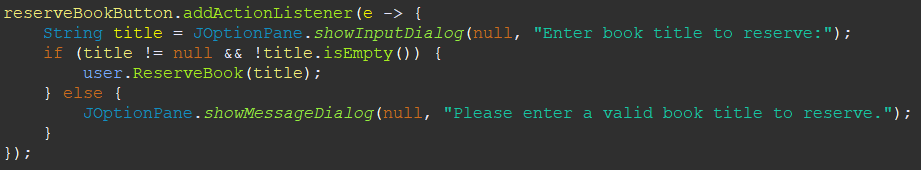 reserveBookButton.addActionListener(e -> {
    String title = JOptionPane.showInputDialog(null, "Enter book title to reserve:");
    if (title != null && !title.isEmpty()) {
        user.ReserveBook(title);
    } else {
        JOptionPane.showMessageDialog(null, "Please enter a valid book title to reserve.");
    }
});